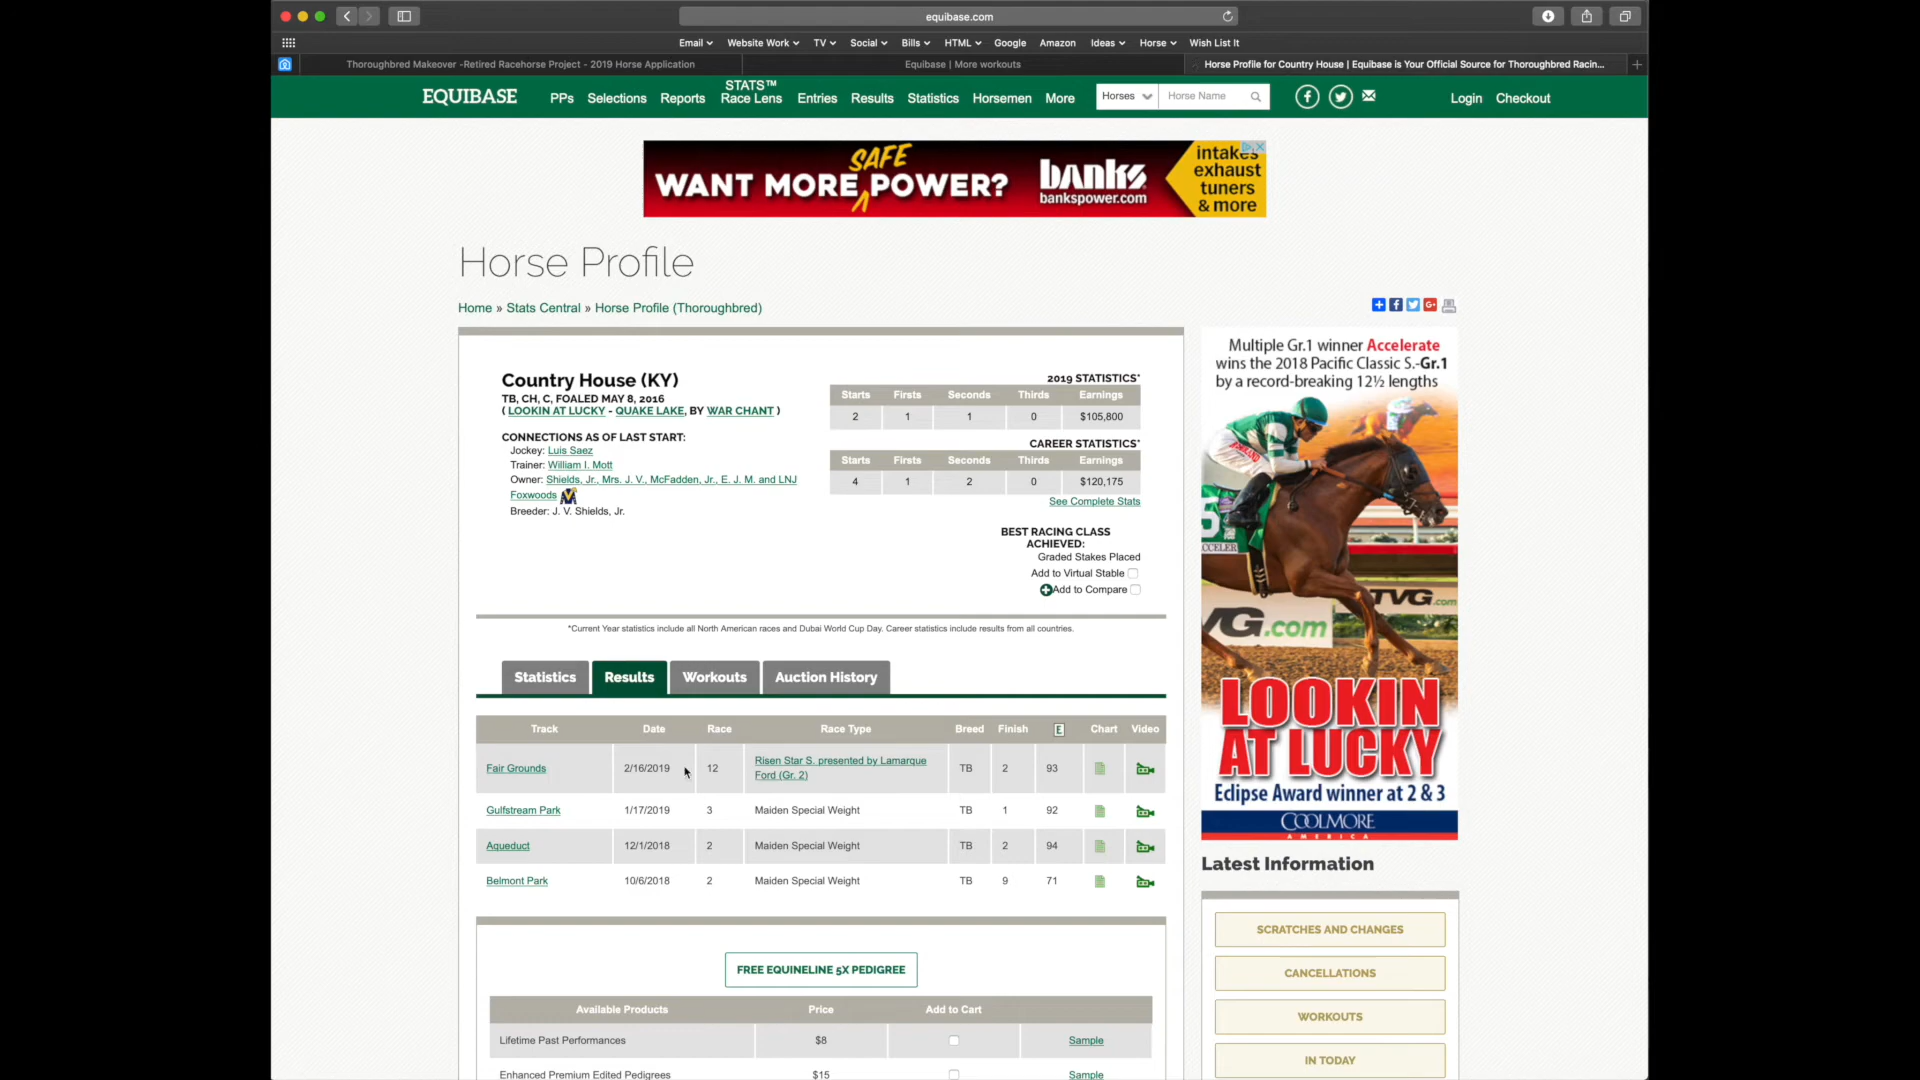 equibase.com
Email Website Work TV Social Bills HTML Google Amazon Ideas Horse Wish List It
Thoroughbred Makeover -Retired Racehorse Project - 2019 Horse Application
Equibase | More workouts
Horse Profile for Country House | Equibase is Your Official Source for Thoroughbred Racin...
EQUIBASE PPs Selections Reports STATS™ Race Lens Entries Results Statistics Horsemen More Horses Horse Name Login Checkout
WANT MORE SAFE POWER? banks bankspower.com
intakes
exhaust
tuners
& more
Horse Profile
Home » Stats Central » Horse Profile (Thoroughbred)
Country House (KY)
TB, CH, C, FOALED MAY 8, 2016
( LOOKIN AT LUCKY - QUAKE LAKE, BY WAR CHANT )
CONNECTIONS AS OF LAST START:
Jockey: Luis Saez
Trainer: William I. Mott
Owner: Shields, Jr., Mrs. J. V., McFadden, Jr., E. J. M. and LNJ
Foxwoods
Breeder: J. V. Shields, Jr.
2019 STATISTICS*
Starts Firsts Seconds Thirds Earnings
2 1 1 0 $105,800
CAREER STATISTICS*
Starts Firsts Seconds Thirds Earnings
4 1 2 0 $120,175
See Complete Stats
BEST RACING CLASS
ACHIEVED:
Graded Stakes Placed
Add to Virtual Stable
Add to Compare
*Current Year statistics include all North American races and Dubai World Cup Day. Career statistics include results from all countries.
Statistics Results Workouts Auction History
Track Date Race Race Type Breed Finish E Chart Video
Fair Grounds 2/16/2019 12 Risen Star S. presented by Lamarque Ford (Gr. 2) TB 2 93
Gulfstream Park 1/17/2019 3 Maiden Special Weight TB 1 92
Aqueduct 12/1/2018 2 Maiden Special Weight TB 2 94
Belmont Park 10/6/2018 2 Maiden Special Weight TB 9 71
FREE EQUINELINE 5X PEDIGREE
Available Products Price Add to Cart
Lifetime Past Performances $8 Sample
Enhanced Premium Edited Pedigrees $15 Sample
Multiple Gr.1 winner Accelerate
wins the 2018 Pacific Classic S.-Gr.1
by a record-breaking 12½ lengths
5
ACCELER
TVG.com
VG.com
LOOKIN
AT LUCKY
Eclipse Award winner at 2 & 3
COOLMORE
AMERICA
Latest Information
SCRATCHES AND CHANGES
CANCELLATIONS
WORKOUTS
IN TODAY